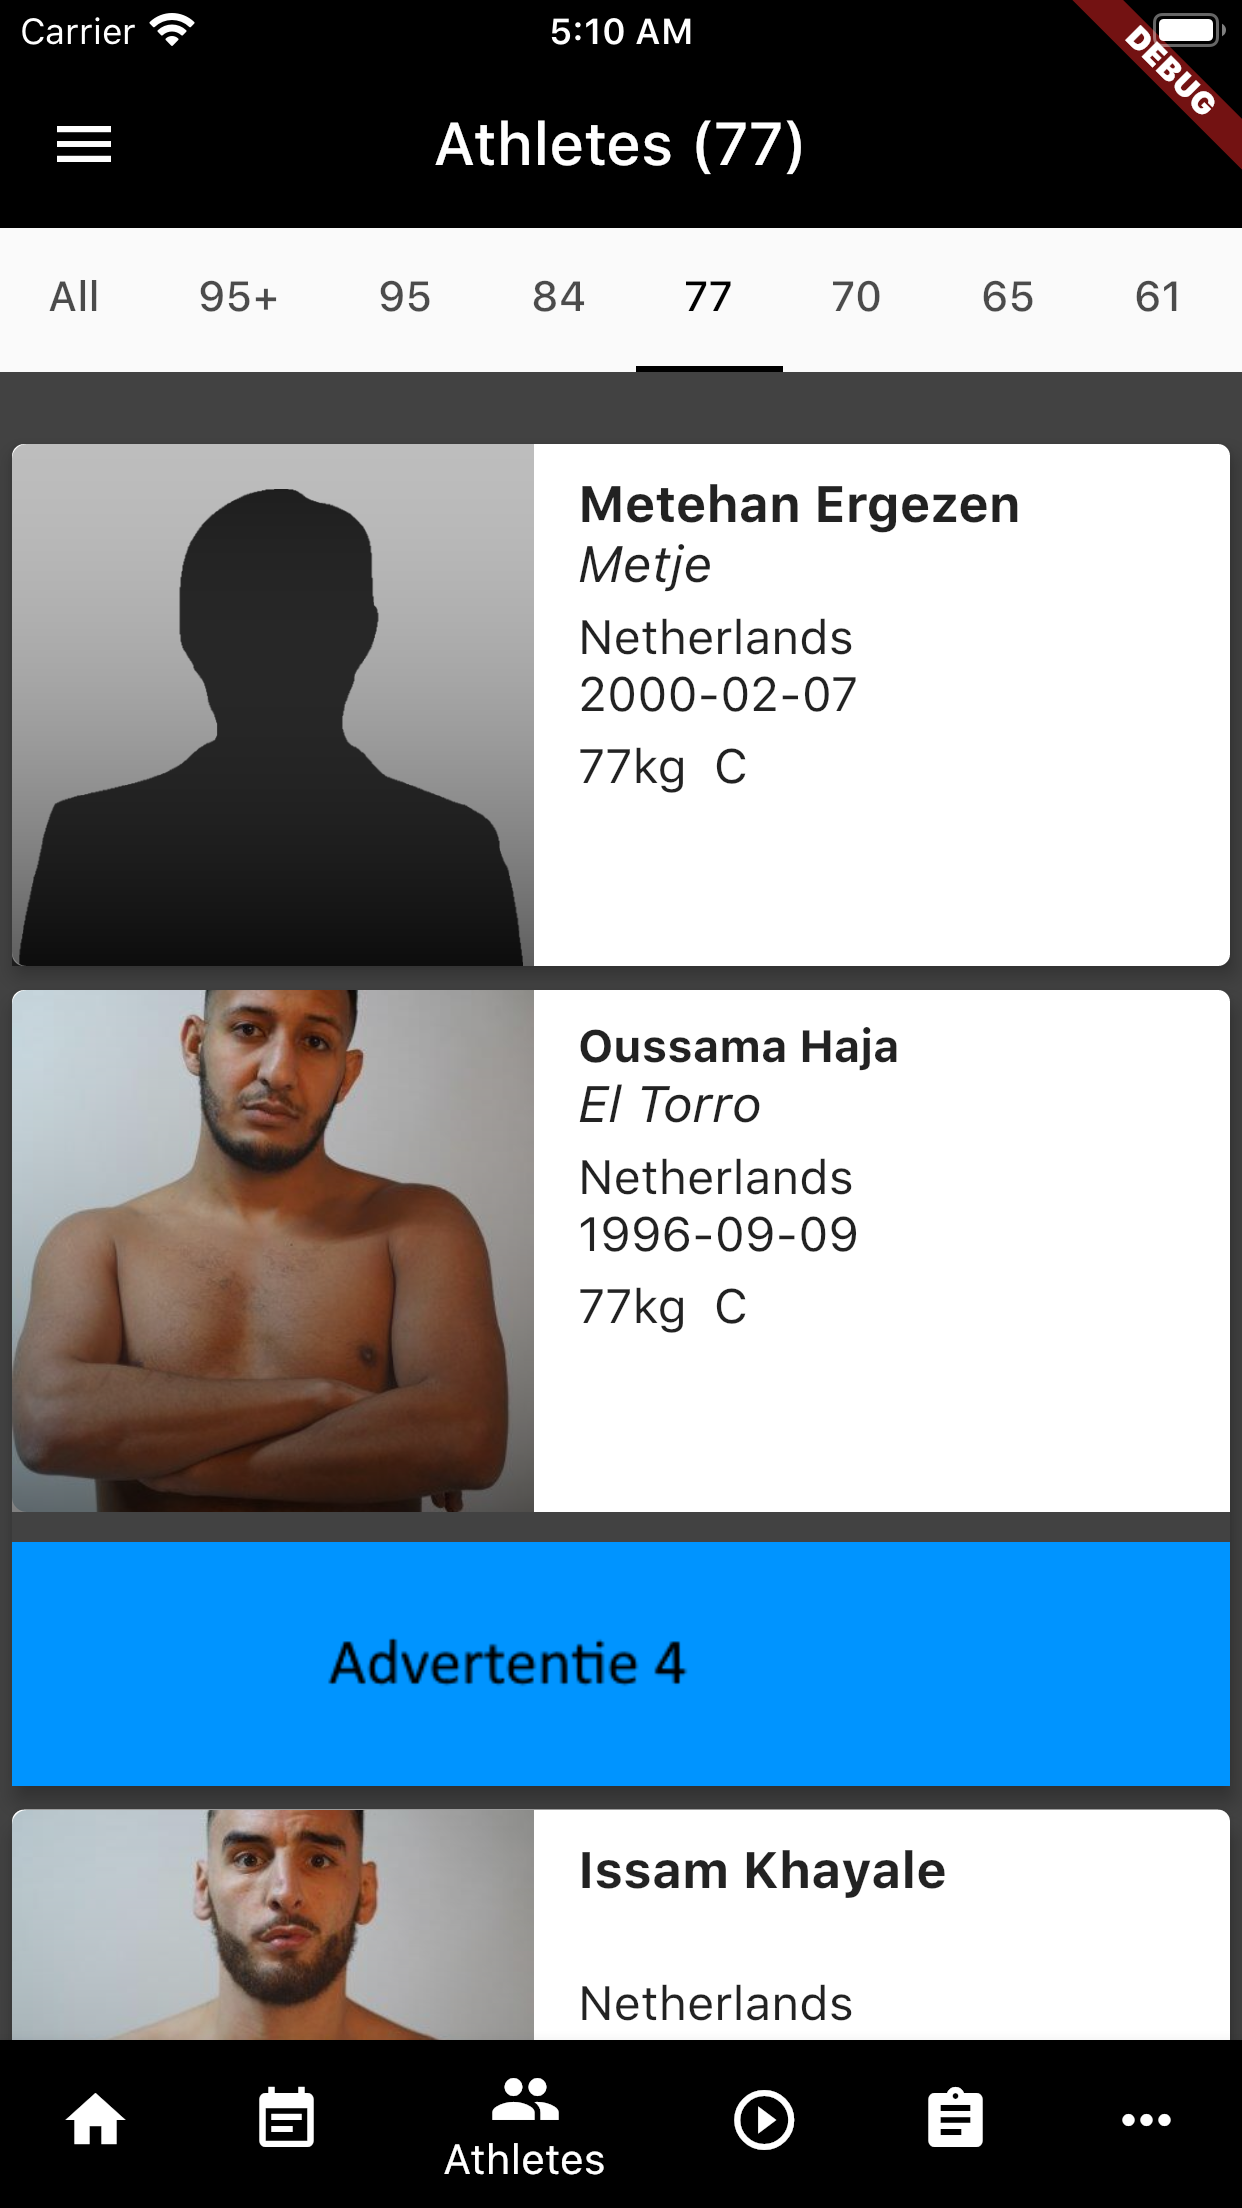 Carrier 5:10 AM
DEBUG
Athletes (77)
All 95+ 95 84 77 70 65 61
Metehan Ergezen
Metje
Netherlands
2000-02-07
77kg C
Oussama Haja
El Torro
Netherlands
1996-09-09
77kg C
Advertentie 4
Issam Khayale
Netherlands
Athletes